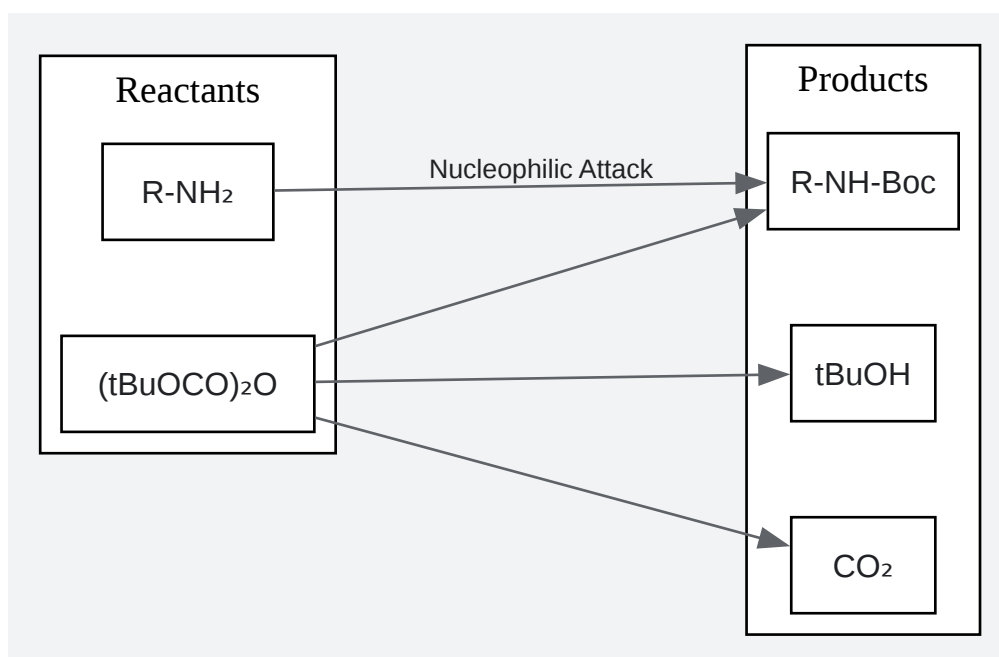 Reactants
R-NH₂
(tBuOCO)₂O
Nucleophilic Attack
Products
R-NH-Boc
tBuOH
CO₂